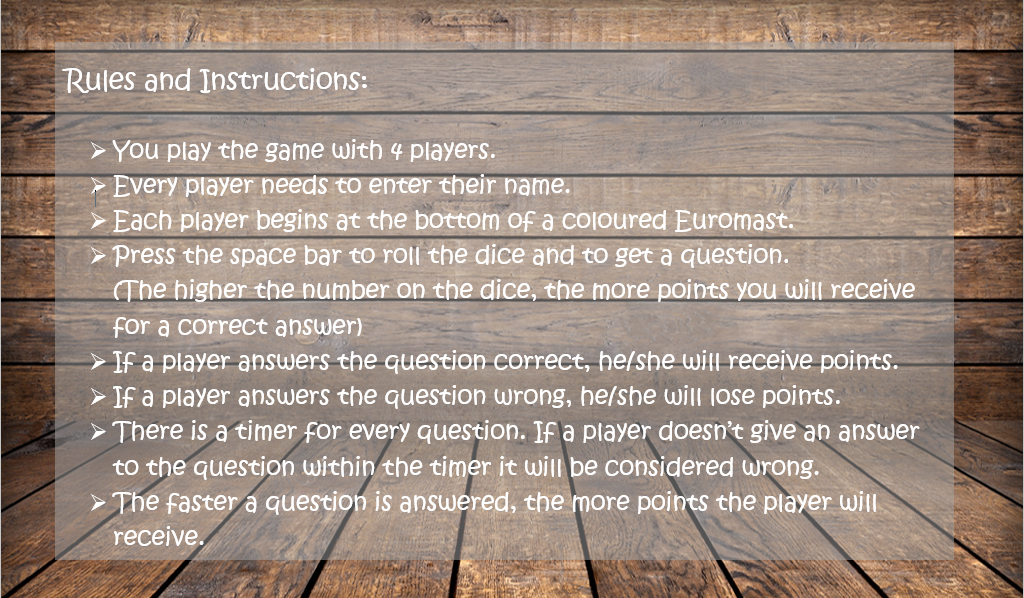 Rules and Instructions:
➢ You play the game with 4 players.
➢ Every player needs to enter their name.
➢ Each player begins at the bottom of a coloured Euromast.
➢ Press the space bar to roll the dice and to get a question.
(The higher the number on the dice, the more points you will receive
for a correct answer)
➢ If a player answers the question correct, he/she will receive points.
➢ If a player answers the question wrong, he/she will lose points.
➢ There is a timer for every question. If a player doesn’t give an answer
to the question within the timer it will be considered wrong.
➢ The faster a question is answered, the more points the player will
receive.